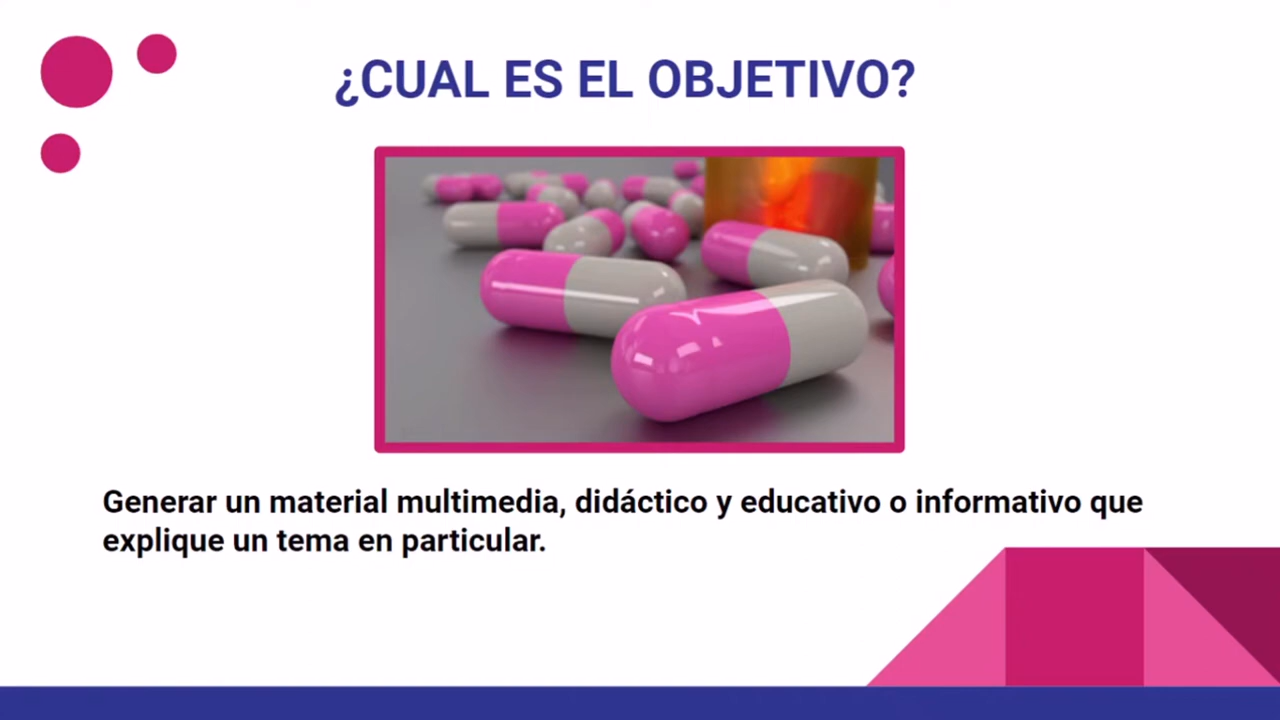 ¿CUAL ES EL OBJETIVO?
Generar un material multimedia, didáctico y educativo o informativo que
explique un tema en particular.